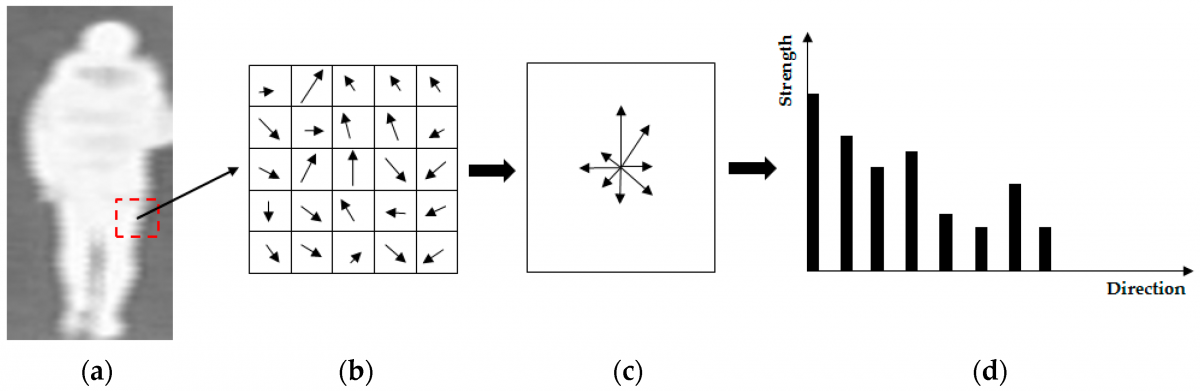 Strength
Direction
(a)
(b)
(c)
(d)